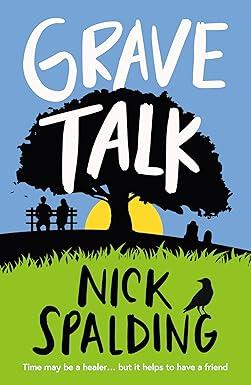 GRAVE
TALK
NICK
SPALDING
Time may be a healer... but it helps to have a friend